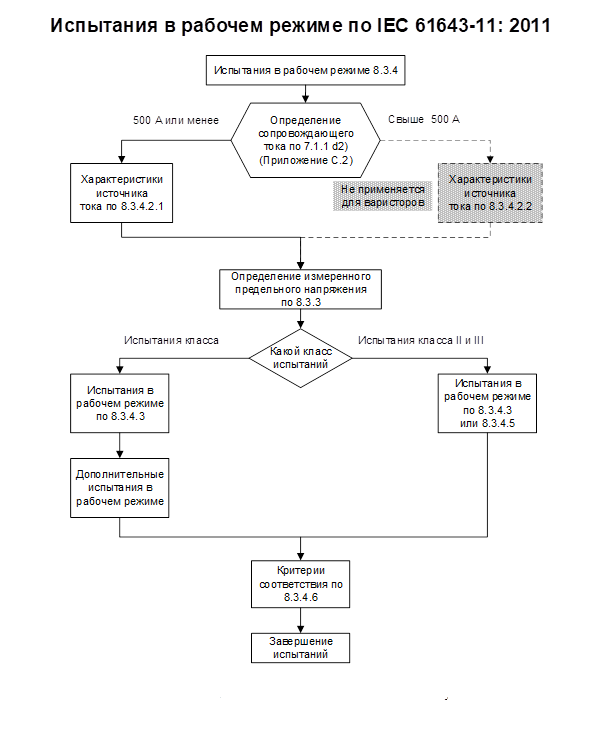 Испытания в рабочем режиме по IEC 61643-11: 2011
Испытания в рабочем режиме 8.3.4
500 А или менее
Определение
сопровождающего
тока по 7.1.1 d2)
(Приложение С.2)
Свыше 500 А
Характеристики
источника
тока по 8.3.4.2.1
Не применяется
для варисторов
Характеристики
источника
тока по 8.3.4.2.2
Определение измеренного
предельного напряжения
по 8.3.3
Испытания класса
Какой класс
испытаний
Испытания класса II и III
Испытания в
рабочем режиме
по 8.3.4.3
Испытания в
рабочем режиме
по 8.3.4.3
или 8.3.4.5
Дополнительные
испытания в
рабочем режиме
Критерии
соответствия по
8.3.4.6
Завершение
испытаний